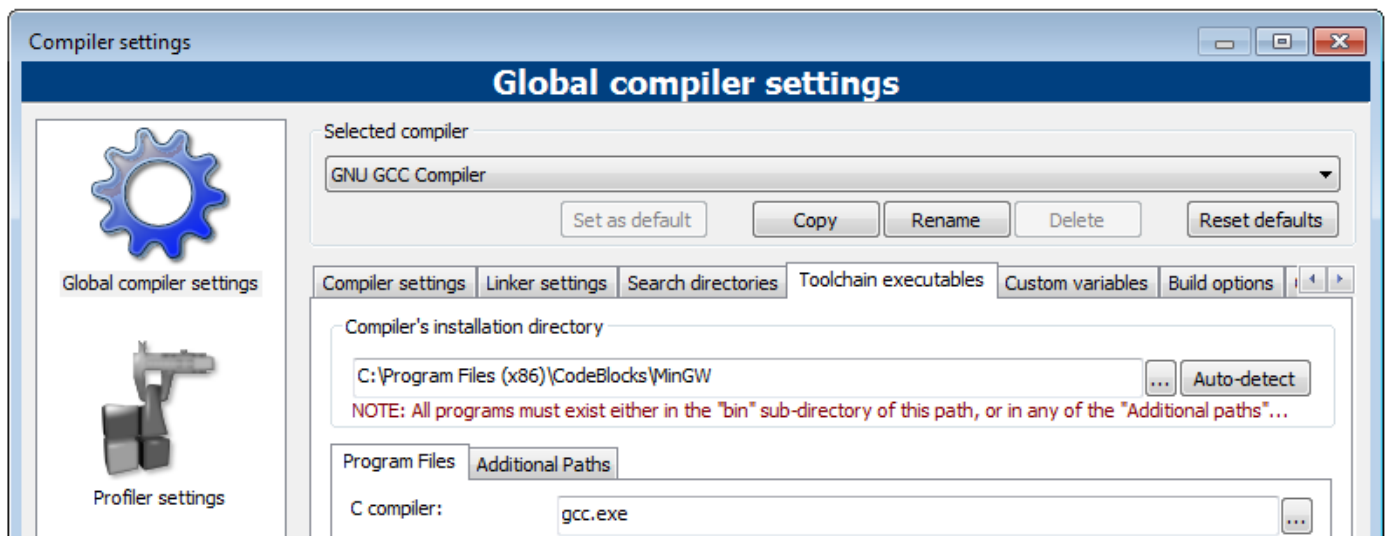 Compiler settings
Global compiler settings
Selected compiler
GNU GCC Compiler
Set as default Copy Rename Delete Reset defaults
Global compiler settings
Compiler settings Linker settings Search directories Toolchain executables Custom variables Build options
Compiler's installation directory
C:\Program Files (x86)\CodeBlocks\MinGW ... Auto-detect
NOTE: All programs must exist either in the "bin" sub-directory of this path, or in any of the "Additional paths"...
Program Files Additional Paths
Profiler settings
C compiler: gcc.exe ...